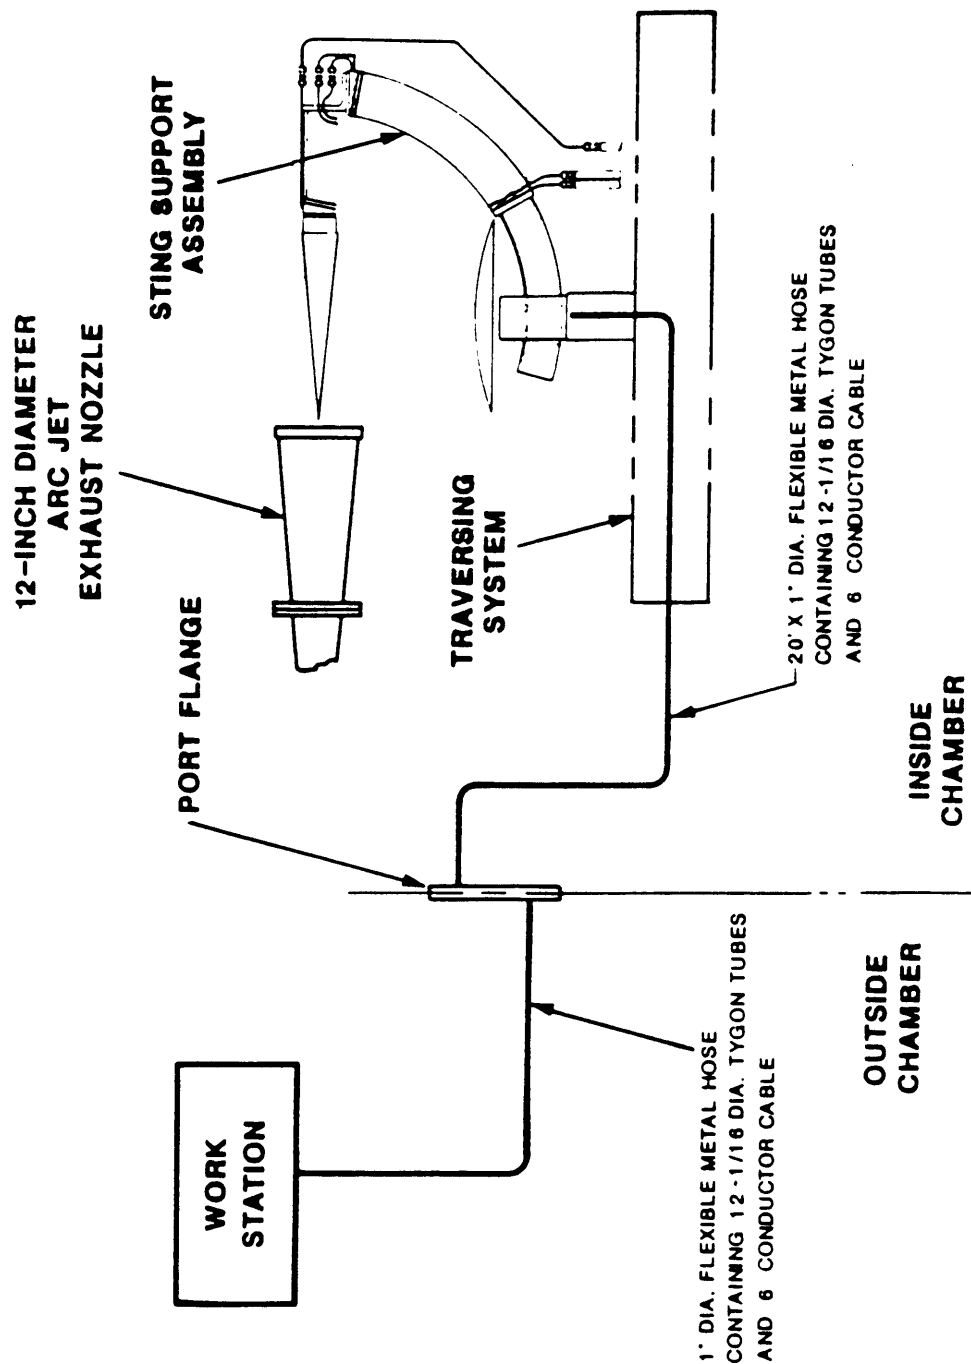 12-INCH DIAMETER
ARC JET
EXHAUST NOZZLE
STING SUPPORT
ASSEMBLY
PORT FLANGE
TRAVERSING
SYSTEM
WORK
STATION
20' X 1" DIA. FLEXIBLE METAL HOSE
CONTAINING 12-1/16 DIA. TYGON TUBES
AND 6 CONDUCTOR CABLE
1" DIA. FLEXIBLE METAL HOSE
CONTAINING 12-1/16 DIA. TYGON TUBES
AND 6 CONDUCTOR CABLE
INSIDE
CHAMBER
OUTSIDE
CHAMBER